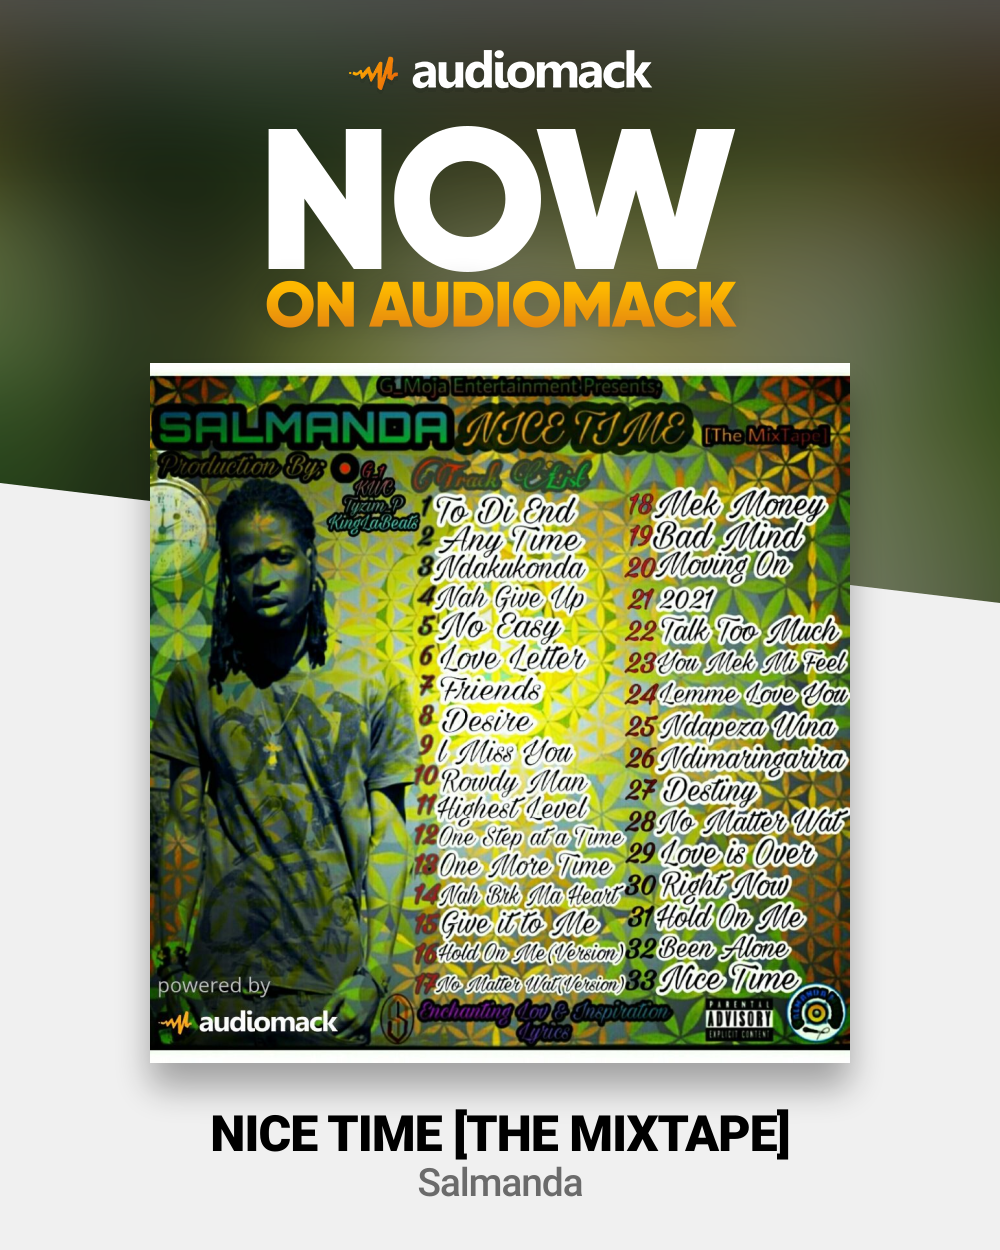 audiomack
NOW
ON AUDIOMACK
G_Moja Entertainment Presents;
SALMANDA NICE TIME [The MixTape]
Production By;
G_1
KUC
Tyzim_P
KingLaBeats
Track List
1 To Di End
2 Any Time
3 Ndakukonda
4 Nah Give Up
5 No Easy
6 Love Letter
7 Friends
8 Desire
9 I Miss You
10 Rowdy Man
11 Highest Level
12 One Step at a Time
13 One More Time
14 Nah Brk Ma Heart
15 Give it to Me
16 Hold On Me(Version)
17 No Matter Wat(Version)
18 Mek Money
19 Bad Mind
20 Moving On
21 2021
22 Talk Too Much
23 You Mek Mi Feel
24 Lemme Love You
25 Ndapeza Wina
26 Ndimaringarira
27 Destiny
28 No Matter Wat
29 Love is Over
30 Right Now
31 Hold On Me
32 Been Alone
33 Nice Time
powered by
audiomack
Enchanting Lov & Inspiration
Lyrics
PARENTAL
ADVISORY
EXPLICIT CONTENT
NICE TIME [THE MIXTAPE]
Salmanda